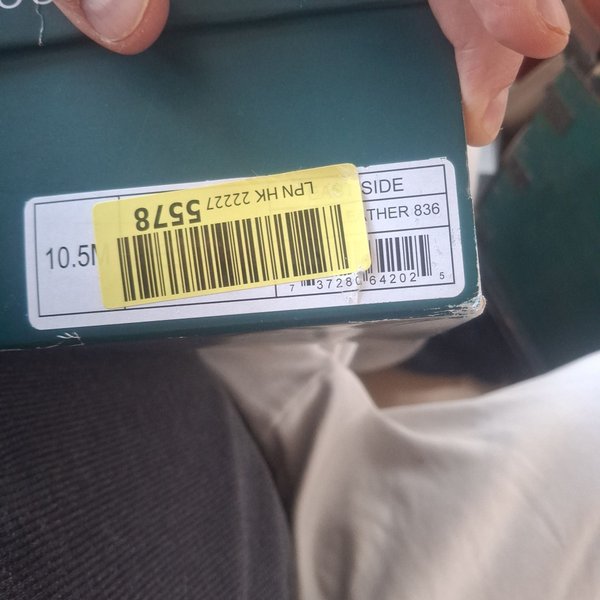 SIDE
ATHER 836
10.5M
7 37280 64202 5
LPN HK 22227
5578